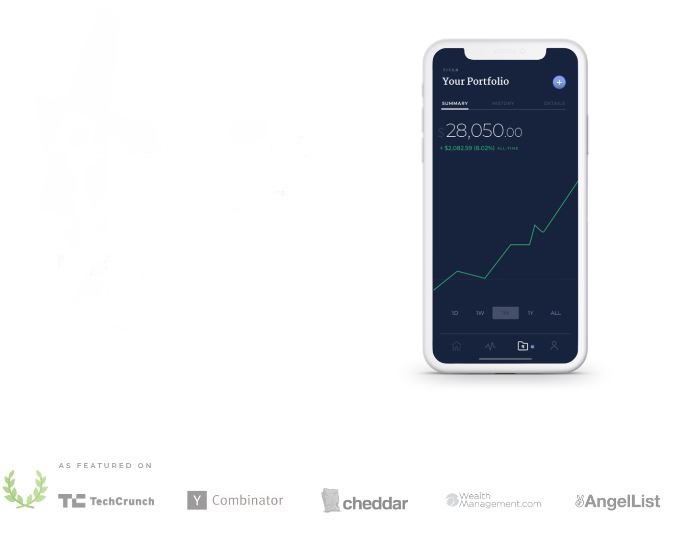 TITLE
Your Portfolio
SUMMARY HISTORY DETAILS
$28,050.00
+ $2,082.59 (8.02%) ALL-TIME
1D 1W 1M 1Y ALL
AS FEATURED ON
TechCrunch
Y Combinator
cheddar
Wealth
Management.com
AngelList